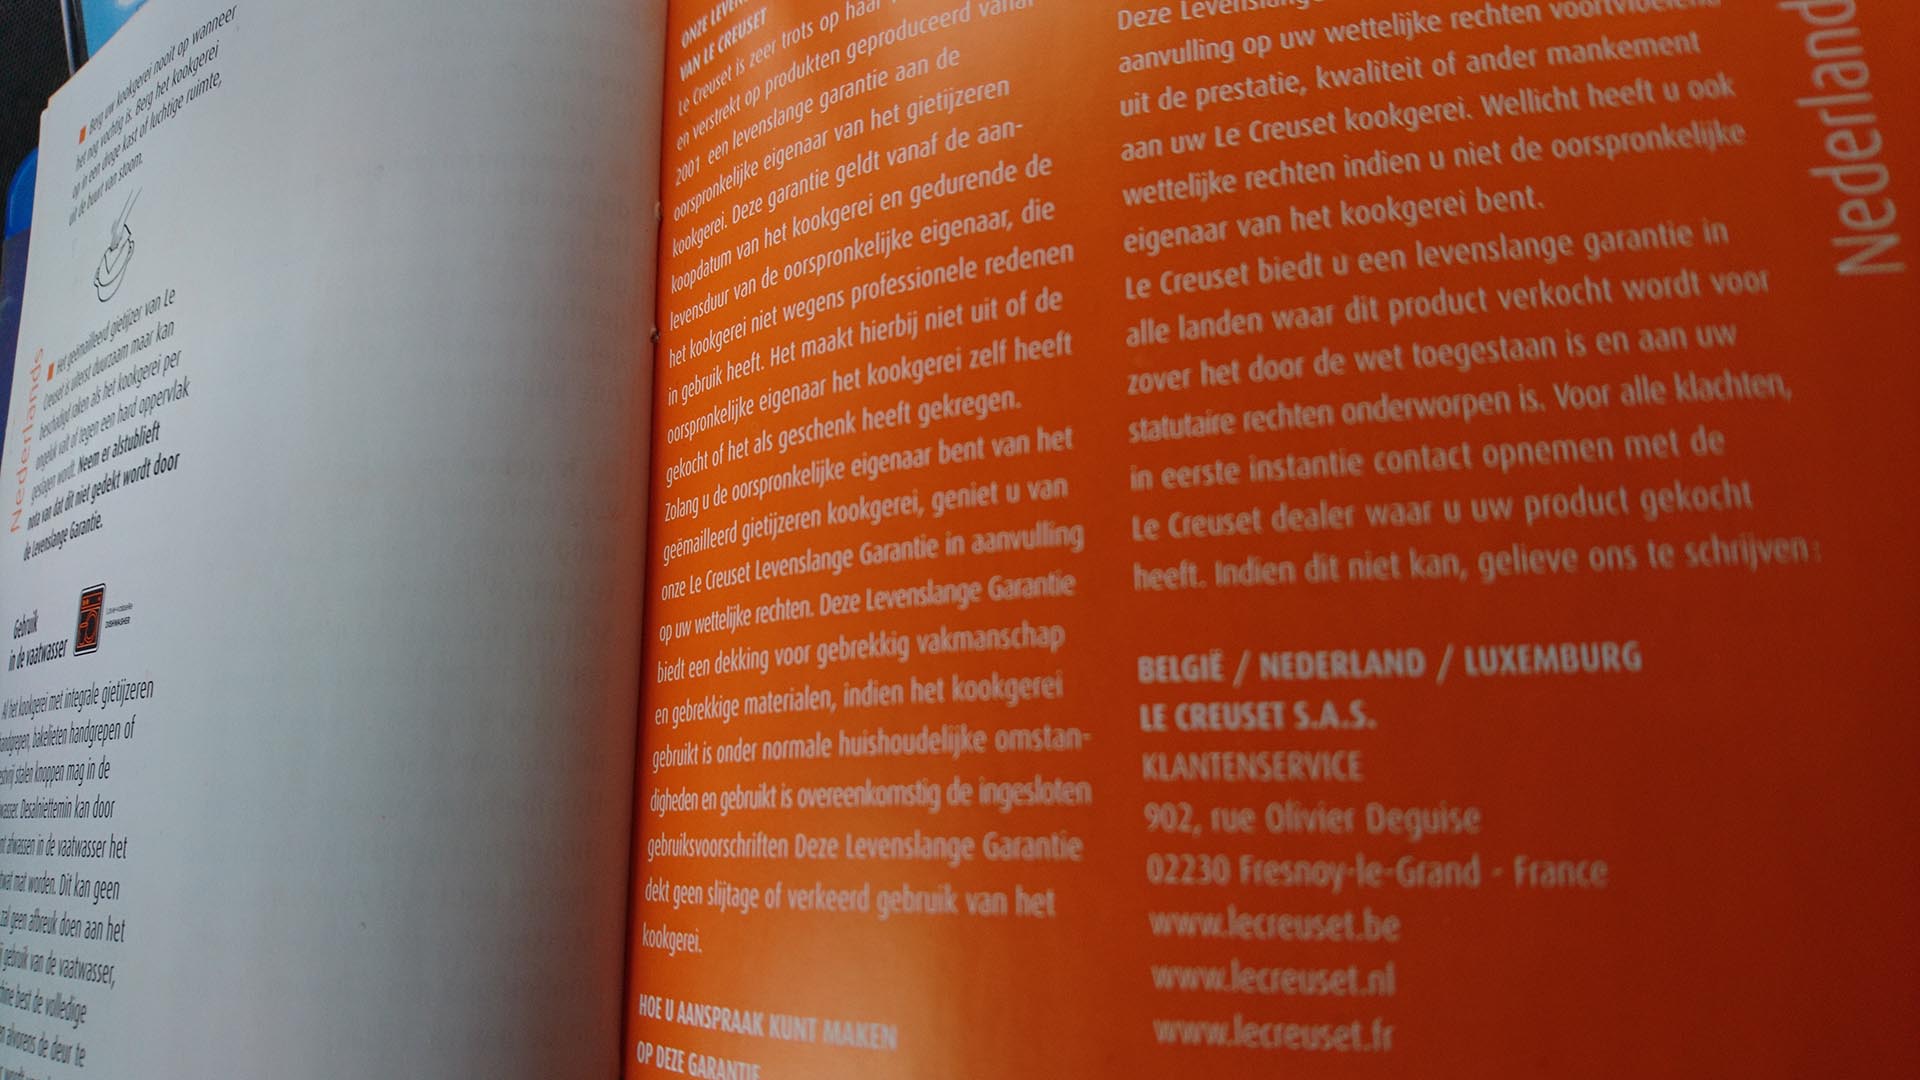 Berg uw kookgerei nooit op wanneer
het nog vochtig is. Berg het kookgerei
op in een droge kast of luchtige ruimte,
uit de buurt van stoom.
Nederlands
Het geëmailleerd gietijzer van Le
Creuset is uiterst duurzaam maar kan
beschadigd raken als het kookgerei per
ongeluk valt of tegen een hard oppervlak
geslagen wordt. Neem er alstublieft
nota van dat dit niet gedekt wordt door
de Levenslange Garantie.
Gebruik
in de vaatwasser
DISHWASHER
Al het kookgerei met integrale gietijzeren
handgrepen, bakelieten handgrepen of
stalen knoppen mag in de
Desalniettemin kan door
afwassen in de vaatwasser het
mat worden. Dit kan geen
zal geen afbreuk doen aan het
gebruik van de vaatwasser,
best de volledige
alvorens de deur te
ONZE
VAN LE CREUSET
Le Creuset is zeer trots op haar
en verstrekt op produkten geproduceerd vanaf
2001 een levenslange garantie aan de
oorspronkelijke eigenaar van het gietijzeren
kookgerei. Deze garantie geldt vanaf de aan-
koopdatum van het kookgerei en gedurende de
levensduur van de oorspronkelijke eigenaar, die
het kookgerei niet wegens professionele redenen
in gebruik heeft. Het maakt hierbij niet uit of de
oorspronkelijke eigenaar het kookgerei zelf heeft
gekocht of het als geschenk heeft gekregen.
Zolang u de oorspronkelijke eigenaar bent van het
geëmailleerd gietijzeren kookgerei, geniet u van
onze Le Creuset Levenslange Garantie in aanvulling
op uw wettelijke rechten. Deze Levenslange Garantie
biedt een dekking voor gebrekkig vakmanschap
en gebrekkige materialen, indien het kookgerei
gebruikt is onder normale huishoudelijke omstan-
digheden en gebruikt is overeenkomstig de ingesloten
gebruiksvoorschriften Deze Levenslange Garantie
dekt geen slijtage of verkeerd gebruik van het
kookgerei.
HOE U AANSPRAAK KUNT MAKEN
OP DEZE GARANTIE
Deze
aanvulling op uw wettelijke rechten
uit de prestatie, kwaliteit of ander mankement
aan uw Le Creuset kookgerei. Wellicht heeft u ook
wettelijke rechten indien u niet de oorspronkelijke
eigenaar van het kookgerei bent.
Le Creuset biedt u een levenslange garantie in
alle landen waar dit product verkocht wordt voor
zover het door de wet toegestaan is en aan uw
statutaire rechten onderworpen is. Voor alle klachten,
in eerste instantie contact opnemen met de
Le Creuset dealer waar u uw product gekocht
heeft. Indien dit niet kan, gelieve ons te schrijven:
BELGIË / NEDERLAND / LUXEMBURG
LE CREUSET S.A.S.
KLANTENSERVICE
902, rue Olivier Deguise
02230 Fresnoy-le-Grand - France
www.lecreuset.be
www.lecreuset.nl
www.lecreuset.fr
Nederland